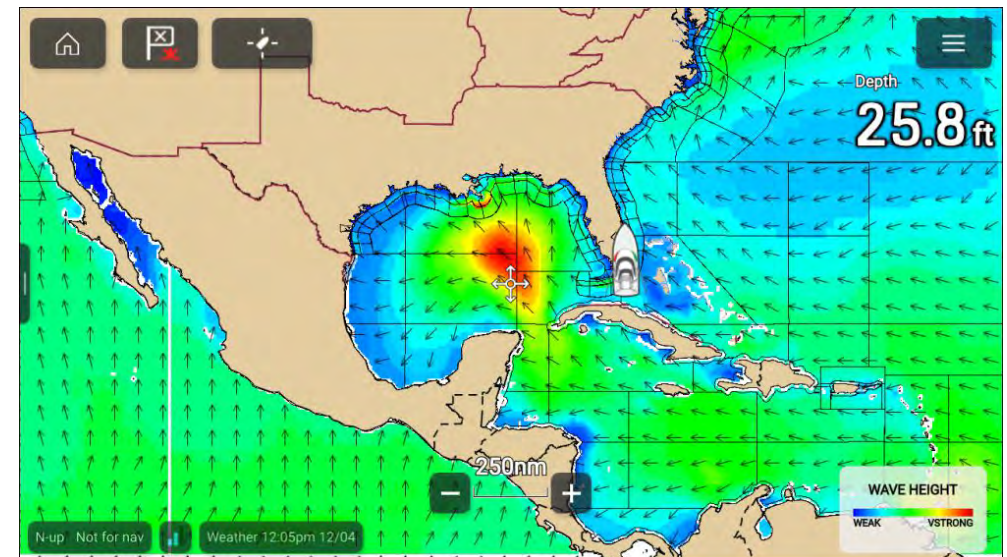 Depth
25.8 ft
250nm
WAVE HEIGHT
WEAK VSTRONG
N-up Not for nav Weather 12:05pm 12/04